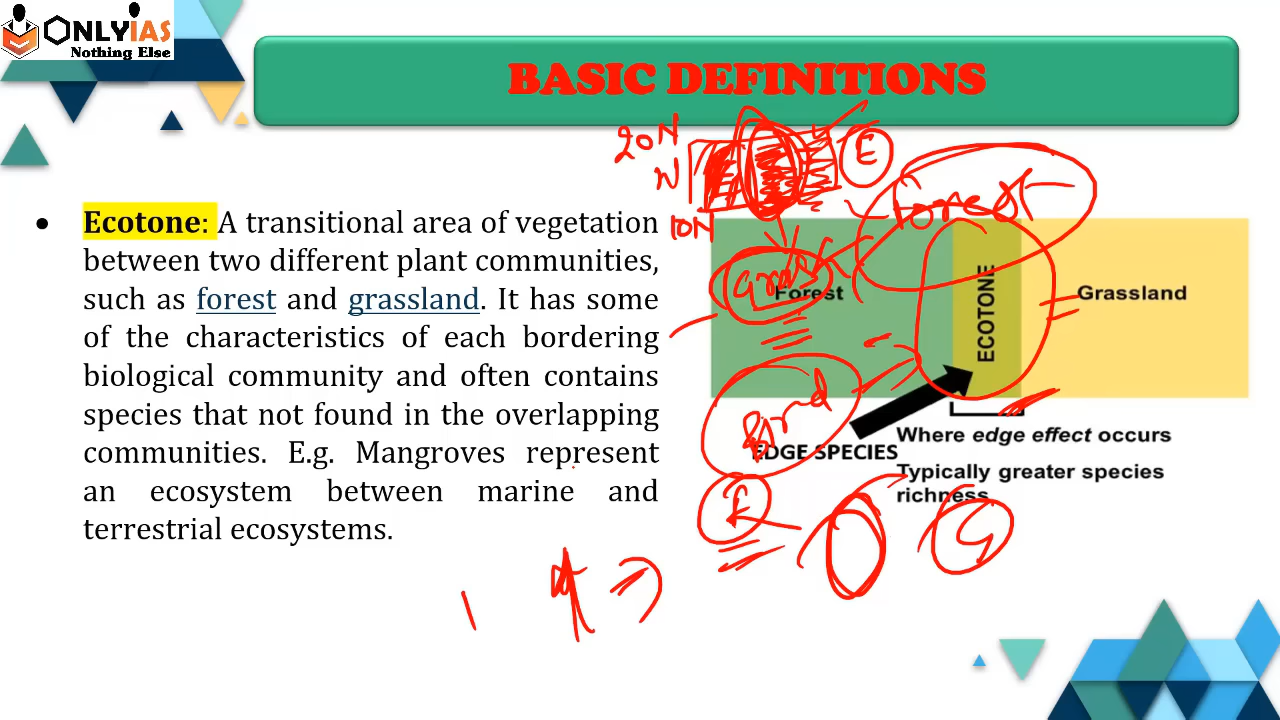 ONLYIAS
Nothing Else
BASIC DEFINITIONS
20N
N
E
10N
Forest
Grass
• Ecotone: A transitional area of vegetation
between two different plant communities,
such as forest and grassland. It has some
of the characteristics of each bordering
biological community and often contains
species that not found in the overlapping
communities. E.g. Mangroves represent
an ecosystem between marine and
terrestrial ecosystems.
Forest
ECOTONE
Grassland
EDGE SPECIES
Where edge effect occurs
Typically greater species
richness
E
G